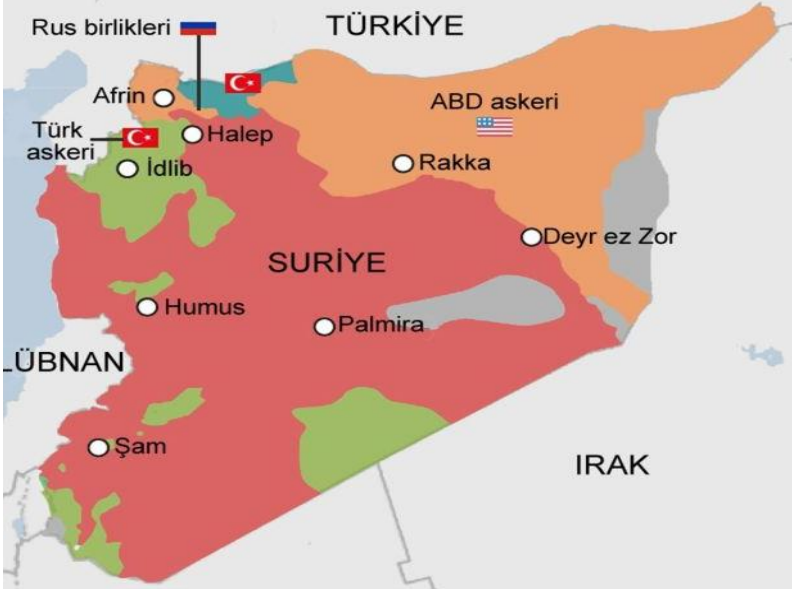 TÜRKİYE
Rus birlikleri
Afrin
ABD askeri
Türk
askeri
Halep
İdlib
Rakka
Deyr ez Zor
SURİYE
Humus
Palmira
LÜBNAN
Şam
IRAK